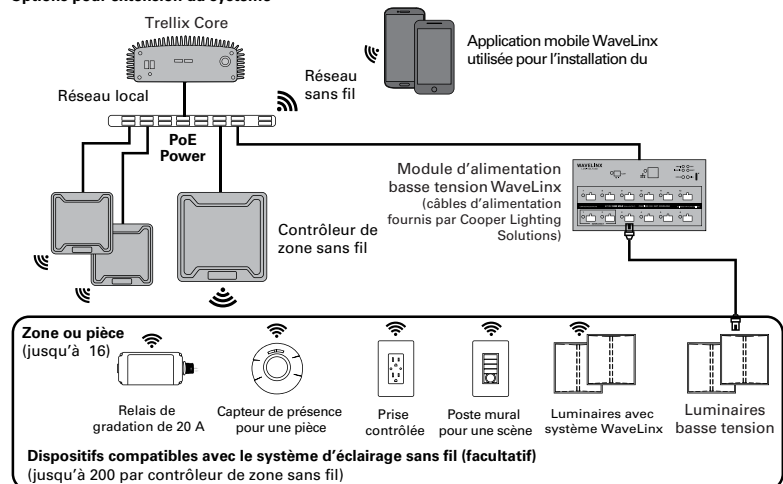 Options pour extension du système
Trellix Core
Application mobile WaveLinx
utilisée pour l'installation du
Réseau
sans fil
Réseau local
PoE
Power
Module d'alimentation
basse tension WaveLinx
(câbles d'alimentation
fournis par Cooper Lighting
Solutions)
WAVELINX
Contrôleur de
zone sans fil
Zone ou pièce
(jusqu'à 16)
Relais de
gradation de 20 A
Capteur de présence
pour une pièce
Prise
contrôlée
Poste mural
pour une scène
Luminaires avec
système WaveLinx
Luminaires
basse tension
Dispositifs compatibles avec le système d'éclairage sans fil (facultatif)
(jusqu'à 200 par contrôleur de zone sans fil)